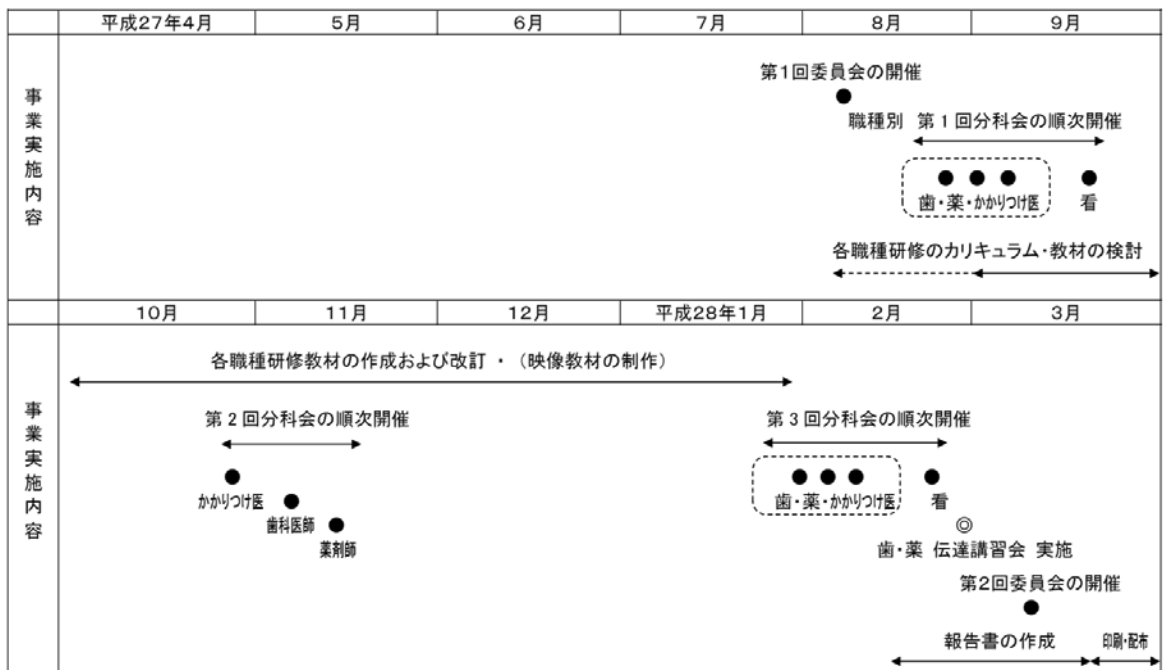 平成27年4月 5月 6月 7月 8月 9月
事業実施内容
第1回委員会の開催
職種別 第1回分科会の順次開催
歯・薬・かかりつけ医 看
各職種研修のカリキュラム・教材の検討
10月 11月 12月 平成28年1月 2月 3月
事業実施内容
各職種研修教材の作成および改訂 ・ (映像教材の制作)
第2回分科会の順次開催 第3回分科会の順次開催
かかりつけ医 歯・薬・かかりつけ医 看
歯科医師
薬剤師
歯・薬 伝達講習会 実施
第2回委員会の開催
報告書の作成 印刷・配布